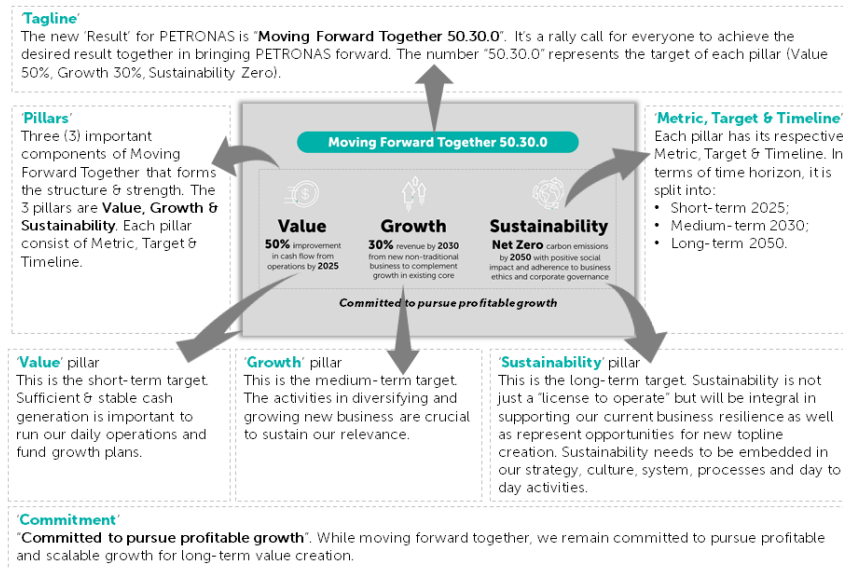 'Tagline'
The new 'Result' for PETRONAS is "Moving Forward Together 50.30.0". It's a rally call for everyone to achieve the
desired result together in bringing PETRONAS forward. The number "50.30.0" represents the target of each pillar (Value
50%, Growth 30%, Sustainability Zero).
'Pillars'
Three (3) important
components of Moving
Forward Together that forms
the structure & strength. The
3 pillars are Value, Growth &
Sustainability. Each pillar
consist of Metric, Target &
Timeline.
Moving Forward Together 50.30.0
Value
50% improvement
in cash flow from
operations by 2025
Growth
30% revenue by 2030
from new non-traditional
business to complement
growth in existing core
Sustainability
Net Zero carbon emissions
by 2050 with positive social
impact and adherence to business
ethics and corporate governance
Committed to pursue profitable growth
'Metric, Target & Timeline'
Each pillar has its respective
Metric, Target & Timeline. In
terms of time horizon, it is
split into:
• Short-term 2025;
• Medium-term 2030;
• Long-term 2050.
'Value' pillar
This is the short-term target.
Sufficient & stable cash
generation is important to
run our daily operations and
fund growth plans.
'Growth' pillar
This is the medium-term target.
The activities in diversifying and
growing new business are crucial
to sustain our relevance.
'Sustainability' pillar
This is the long-term target. Sustainability is not
just a "license to operate" but will be integral in
supporting our current business resilience as well
as represent opportunities for new topline
creation. Sustainability needs to be embedded in
our strategy, culture, system, processes and day to
day activities.
'Commitment'
"Committed to pursue profitable growth". While moving forward together, we remain committed to pursue profitable
and scalable growth for long-term value creation.